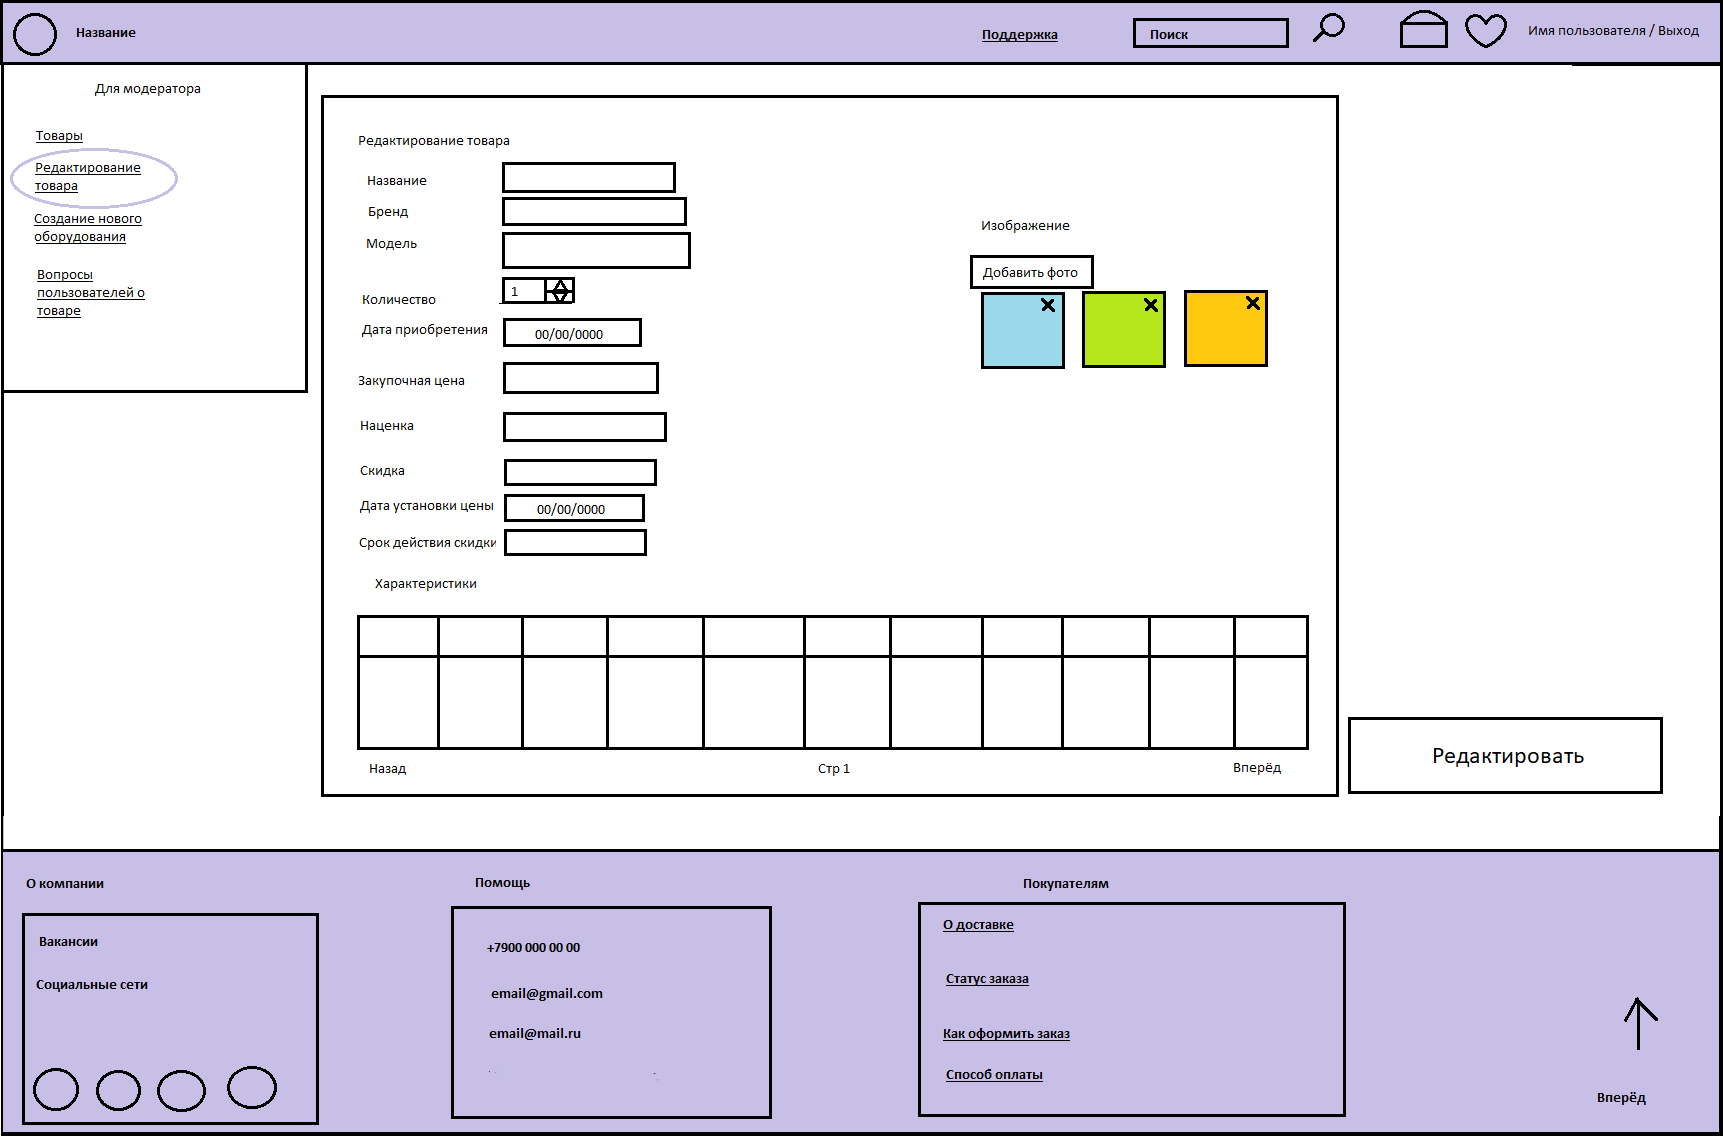 Название
Поддержка
Поиск
Имя пользователя / Выход
Для модератора
Товары
Редактирование
товара
Создание нового
оборудования
Вопросы
пользователей о
товаре
Редактирование товара
Название
Бренд
Модель
Количество
1
Дата приобретения
00/00/0000
Закупочная цена
Наценка
Скидка
Дата установки цены
00/00/0000
Срок действия скидки
Изображение
Добавить фото
Характеристики
Назад
Стр 1
Вперёд
Редактировать
О компании
Вакансии
Социальные сети
Помощь
+7900 000 00 00
email@gmail.com
email@mail.ru
Покупателям
О доставке
Статус заказа
Как оформить заказ
Способ оплаты
Вперёд